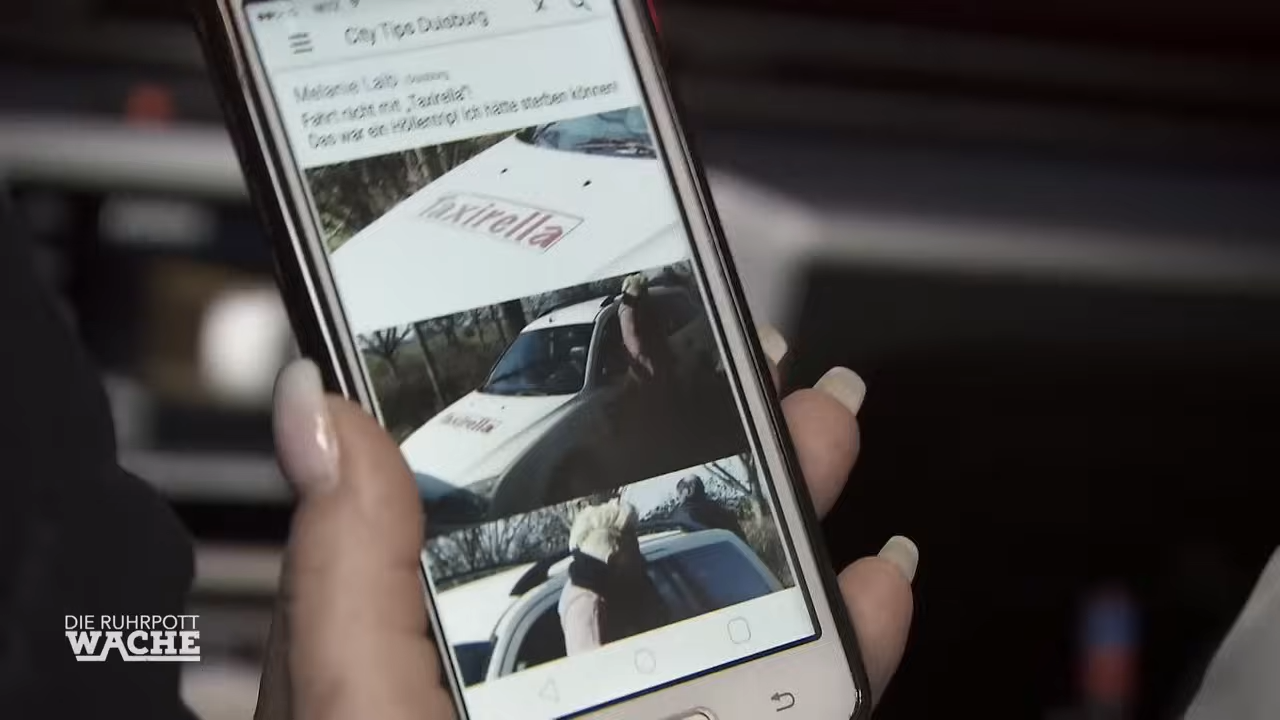 City Tips Duisburg
Melanie Laib Duisburg
Fahrt nicht mit „Taxirella“!
Das war ein Höllentrip! Ich hätte sterben können!
Taxirella
Taxirella
DIE RUHRPOTT
WACHE